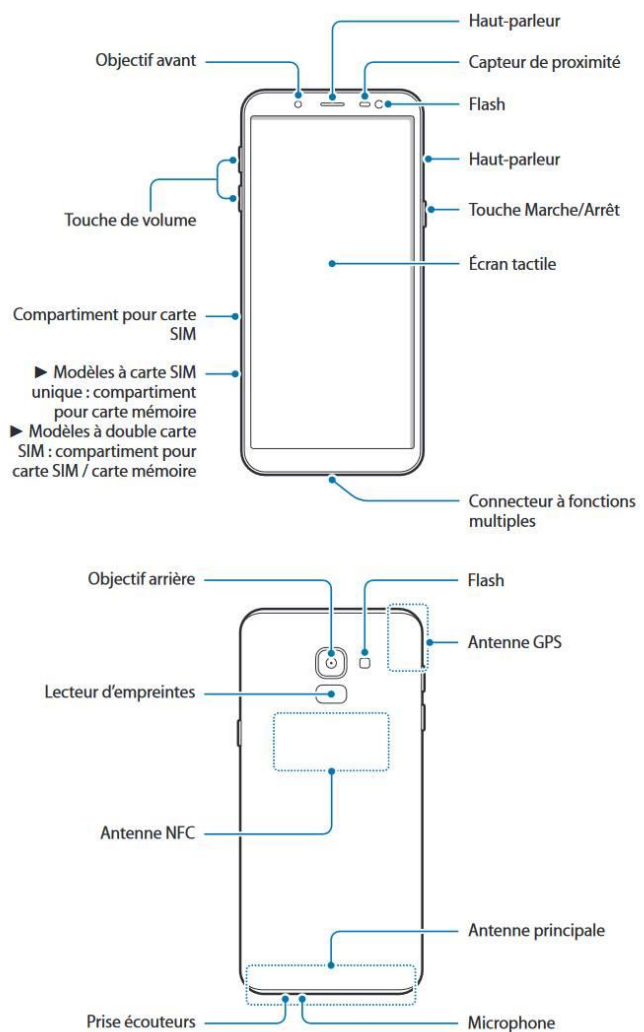 Haut-parleur
Objectif avant
Capteur de proximité
Flash
Haut-parleur
Touche de volume
Touche Marche/Arrêt
Écran tactile
Compartiment pour carte
SIM
► Modèles à carte SIM
unique : compartiment
pour carte mémoire
► Modèles à double carte
SIM : compartiment pour
carte SIM / carte mémoire
Connecteur à fonctions
multiples
Objectif arrière
Flash
Antenne GPS
Lecteur d'empreintes
Antenne NFC
Antenne principale
Prise écouteurs
Microphone